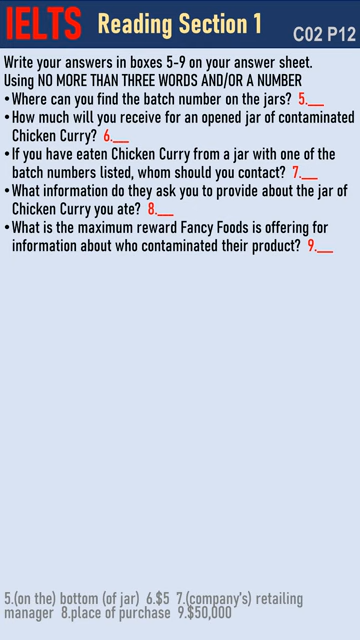 IELTS Reading Section 1 C02 P12
Write your answers in boxes 5-9 on your answer sheet.
Using NO MORE THAN THREE WORDS AND/OR A NUMBER
•Where can you find the batch number on the jars? 5.__
•How much will you receive for an opened jar of contaminated
Chicken Curry? 6.__
•If you have eaten Chicken Curry from a jar with one of the
batch numbers listed, whom should you contact? 7.__
•What information do they ask you to provide about the jar of
Chicken Curry you ate? 8.__
•What is the maximum reward Fancy Foods is offering for
information about who contaminated their product? 9.__
5.(on the) bottom (of jar) 6.$5 7.(company's) retailing
manager 8.place of purchase 9.$50,000